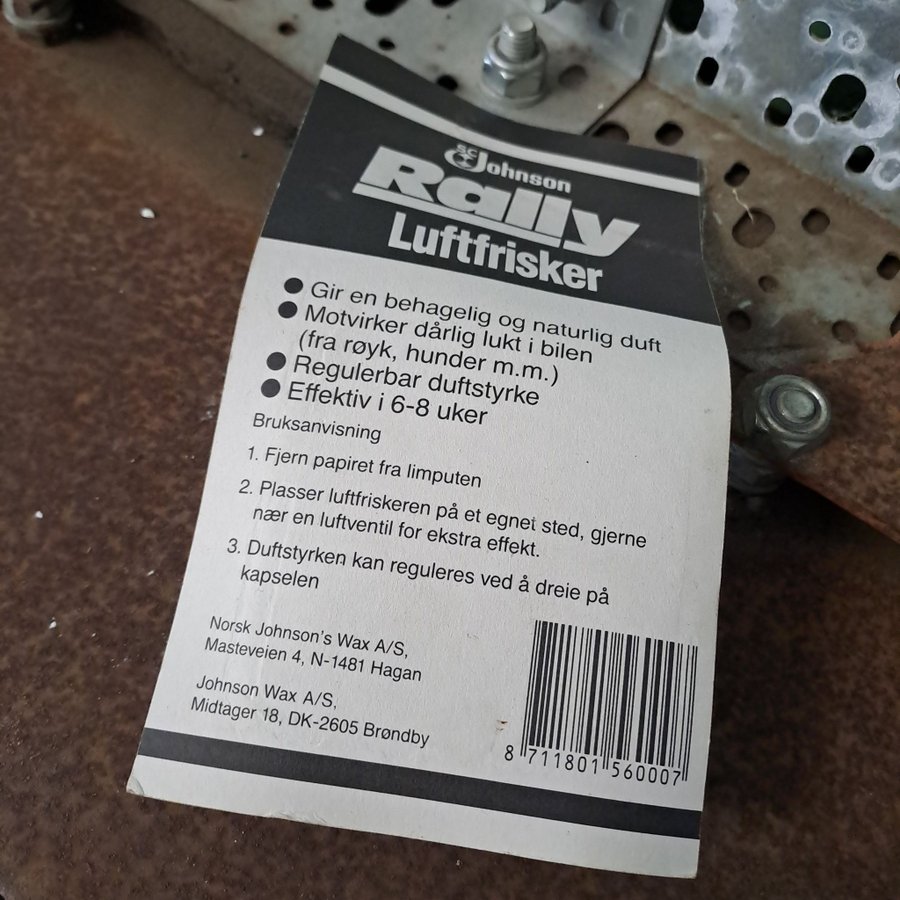 SC Johnson
Rally
Luftfrisker
● Gir en behagelig og naturlig duft
● Motvirker dårlig lukt i bilen
(fra røyk, hunder m.m.)
● Regulerbar duftstyrke
● Effektiv i 6-8 uker
Bruksanvisning
1. Fjern papiret fra limputen
2. Plasser luftfriskeren på et egnet sted, gjerne
nær en luftventil for ekstra effekt.
3. Duftstyrken kan reguleres ved å dreie på
kapselen
Norsk Johnson's Wax A/S,
Masteveien 4, N-1481 Hagan
Johnson Wax A/S,
Midtager 18, DK-2605 Brøndby
8 711801 560007